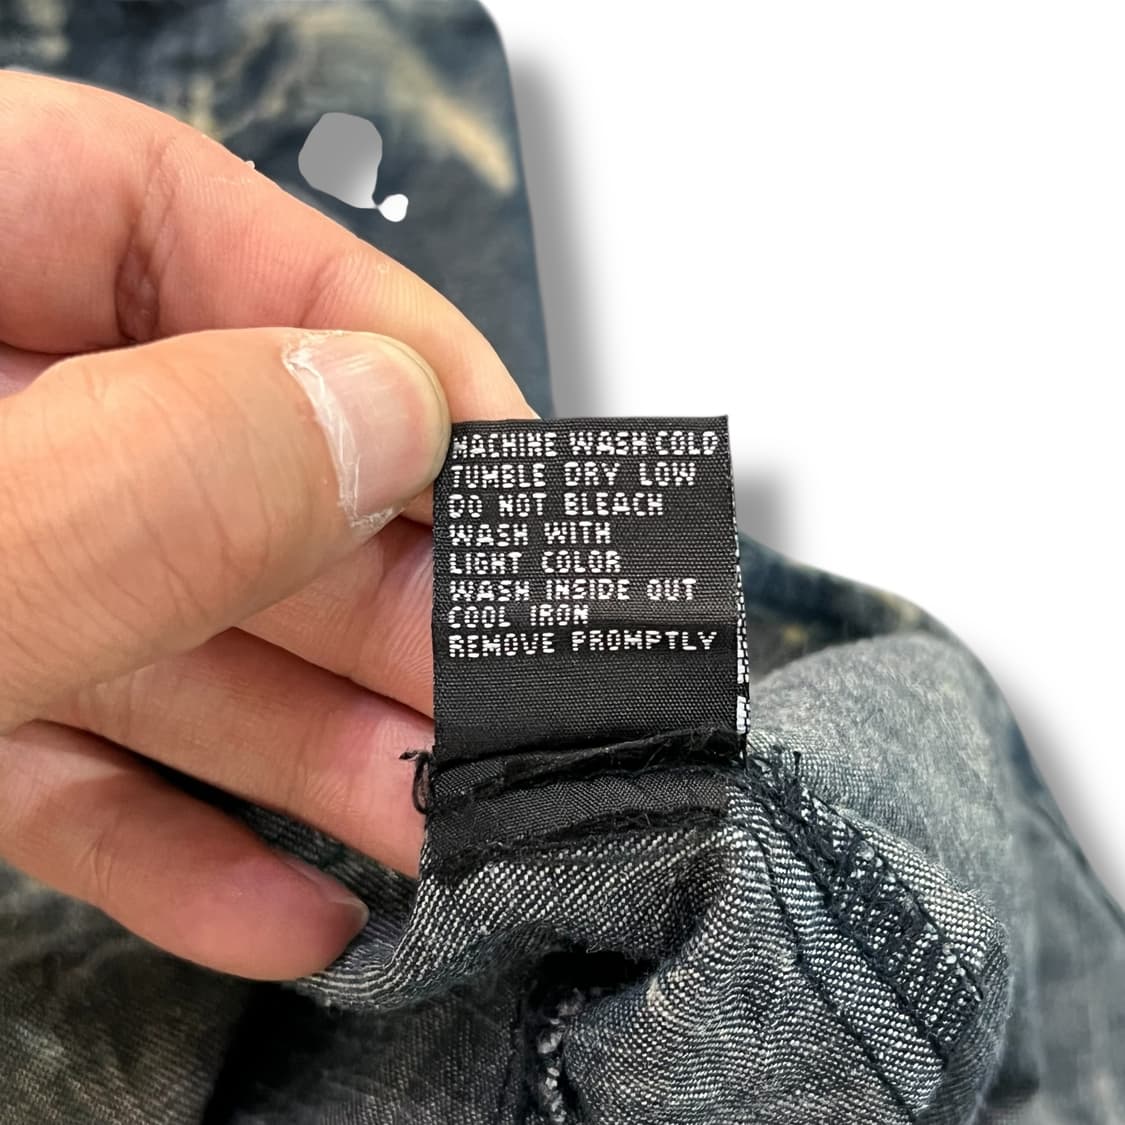 MACHINE WASH COLD
TUMBLE DRY LOW
DO NOT BLEACH
WASH WITH
LIGHT COLOR
WASH INSIDE OUT
COOL IRON
REMOVE PROMPTLY